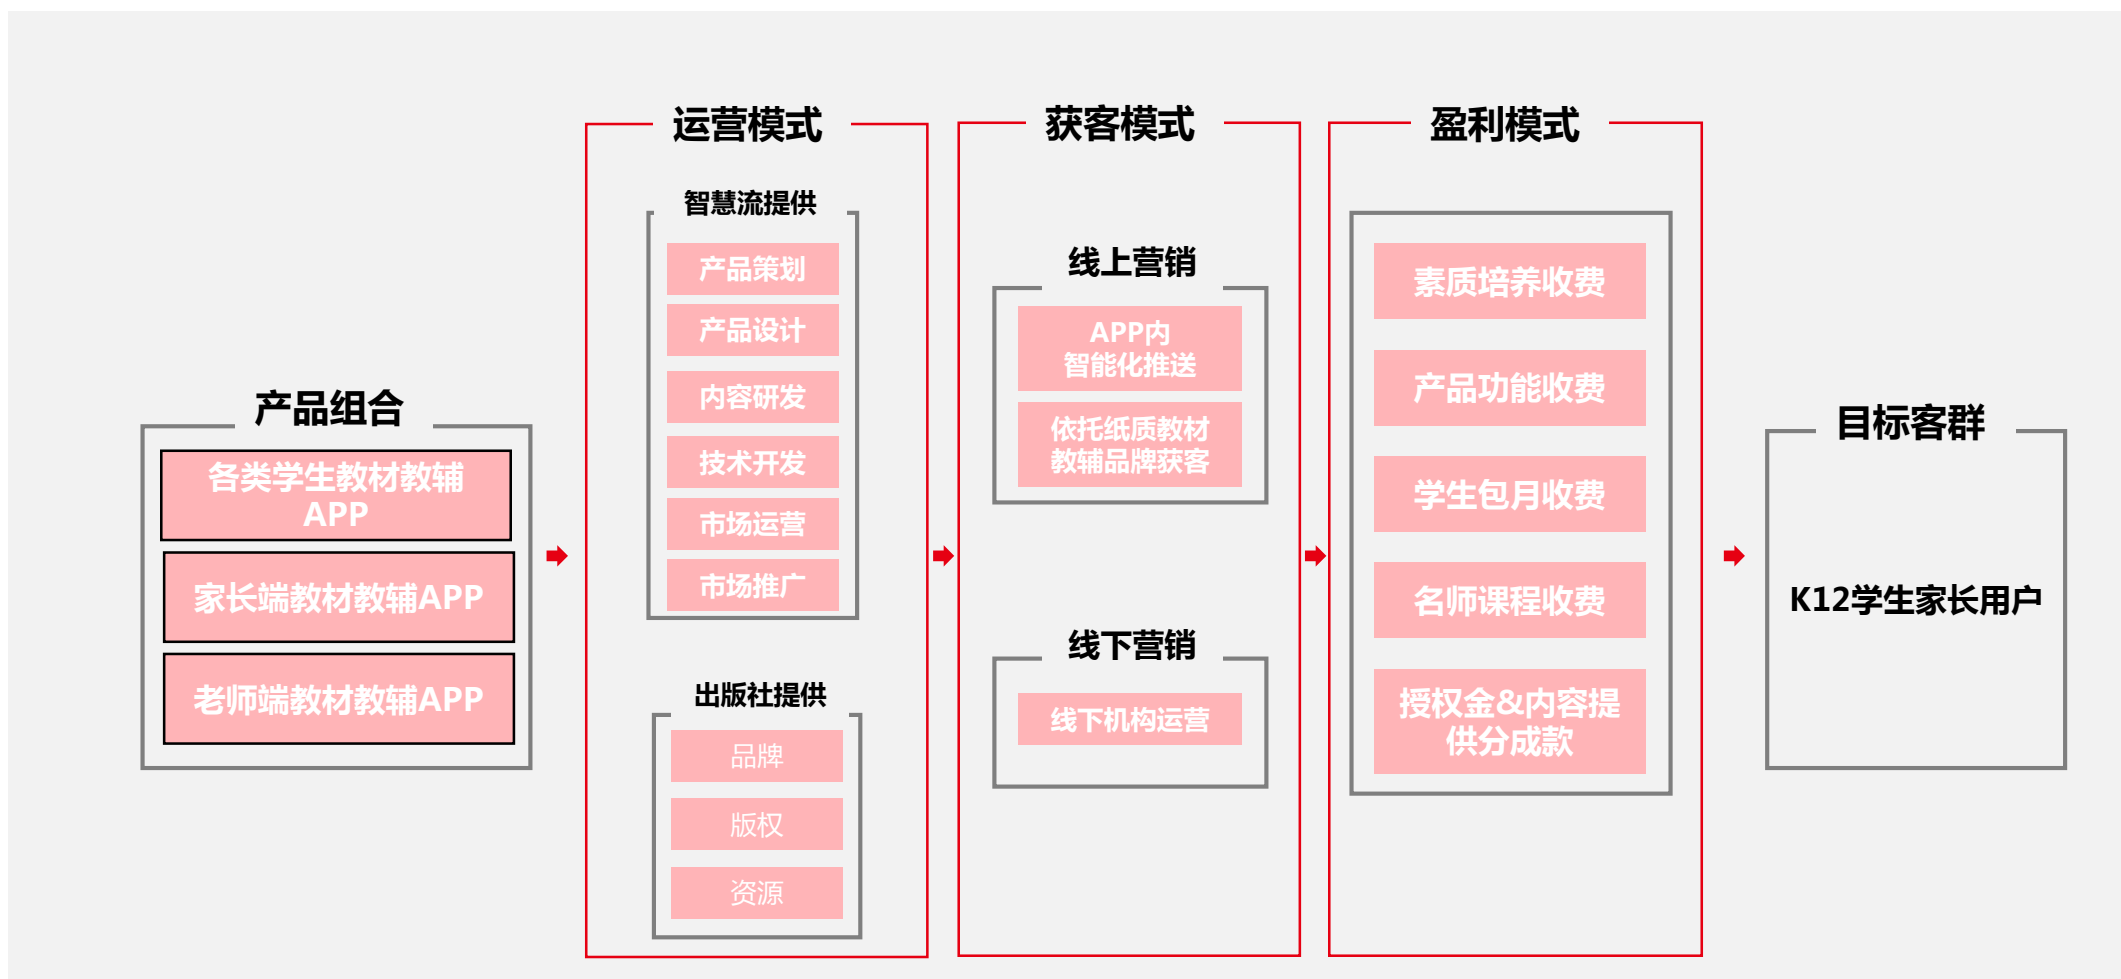 产品组合
各类学生教材教辅
APP
家长端教材教辅APP
老师端教材教辅APP
运营模式
智慧流提供
产品策划
产品设计
内容研发
技术开发
市场运营
市场推广
出版社提供
品牌
版权
资源
获客模式
线上营销
APP内
智能化推送
依托纸质教材
教辅品牌获客
线下营销
线下机构运营
盈利模式
素质培养收费
产品功能收费
学生包月收费
名师课程收费
授权金&内容提
供分成款
目标客群
K12学生家长用户